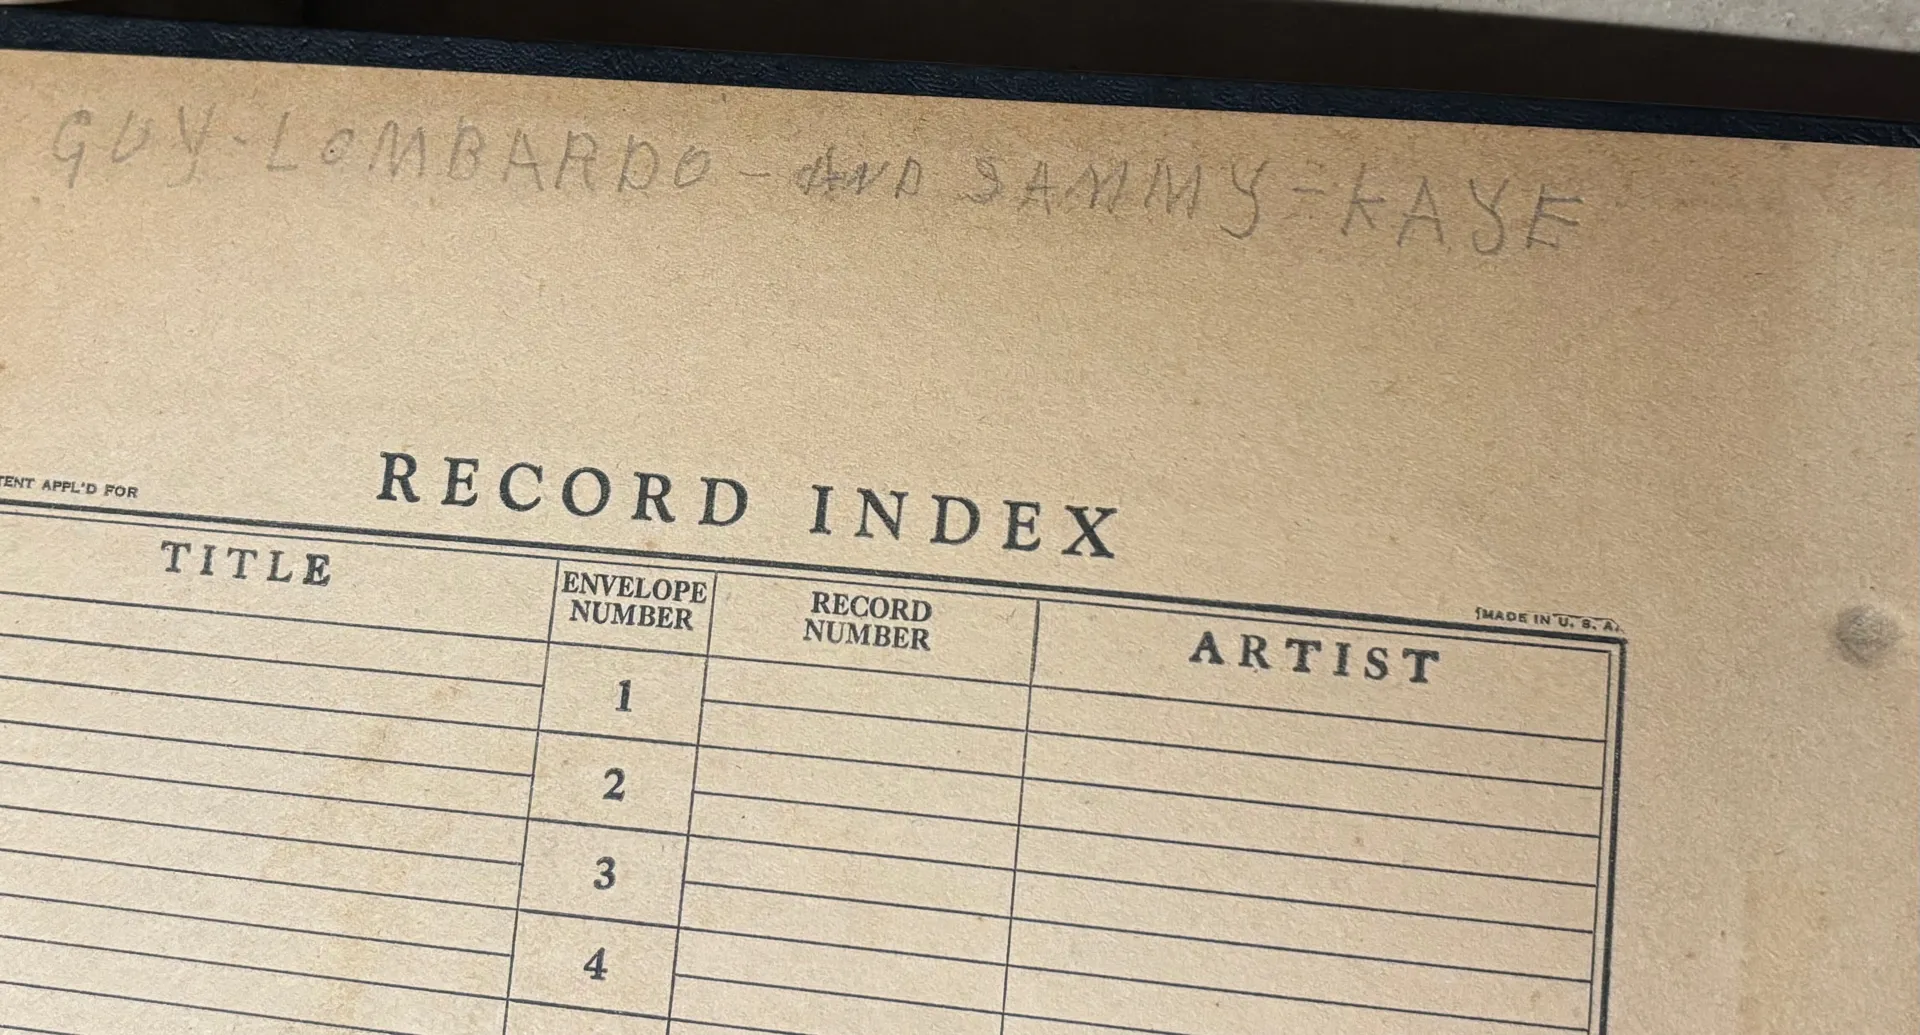 GUY-LOMBARDO - AND SAMMY=KAYE
RECORD INDEX
TENT APPL'D FOR
MADE IN U. S. A.
TITLE
ENVELOPE NUMBER
RECORD NUMBER
ARTIST
1
2
3
4